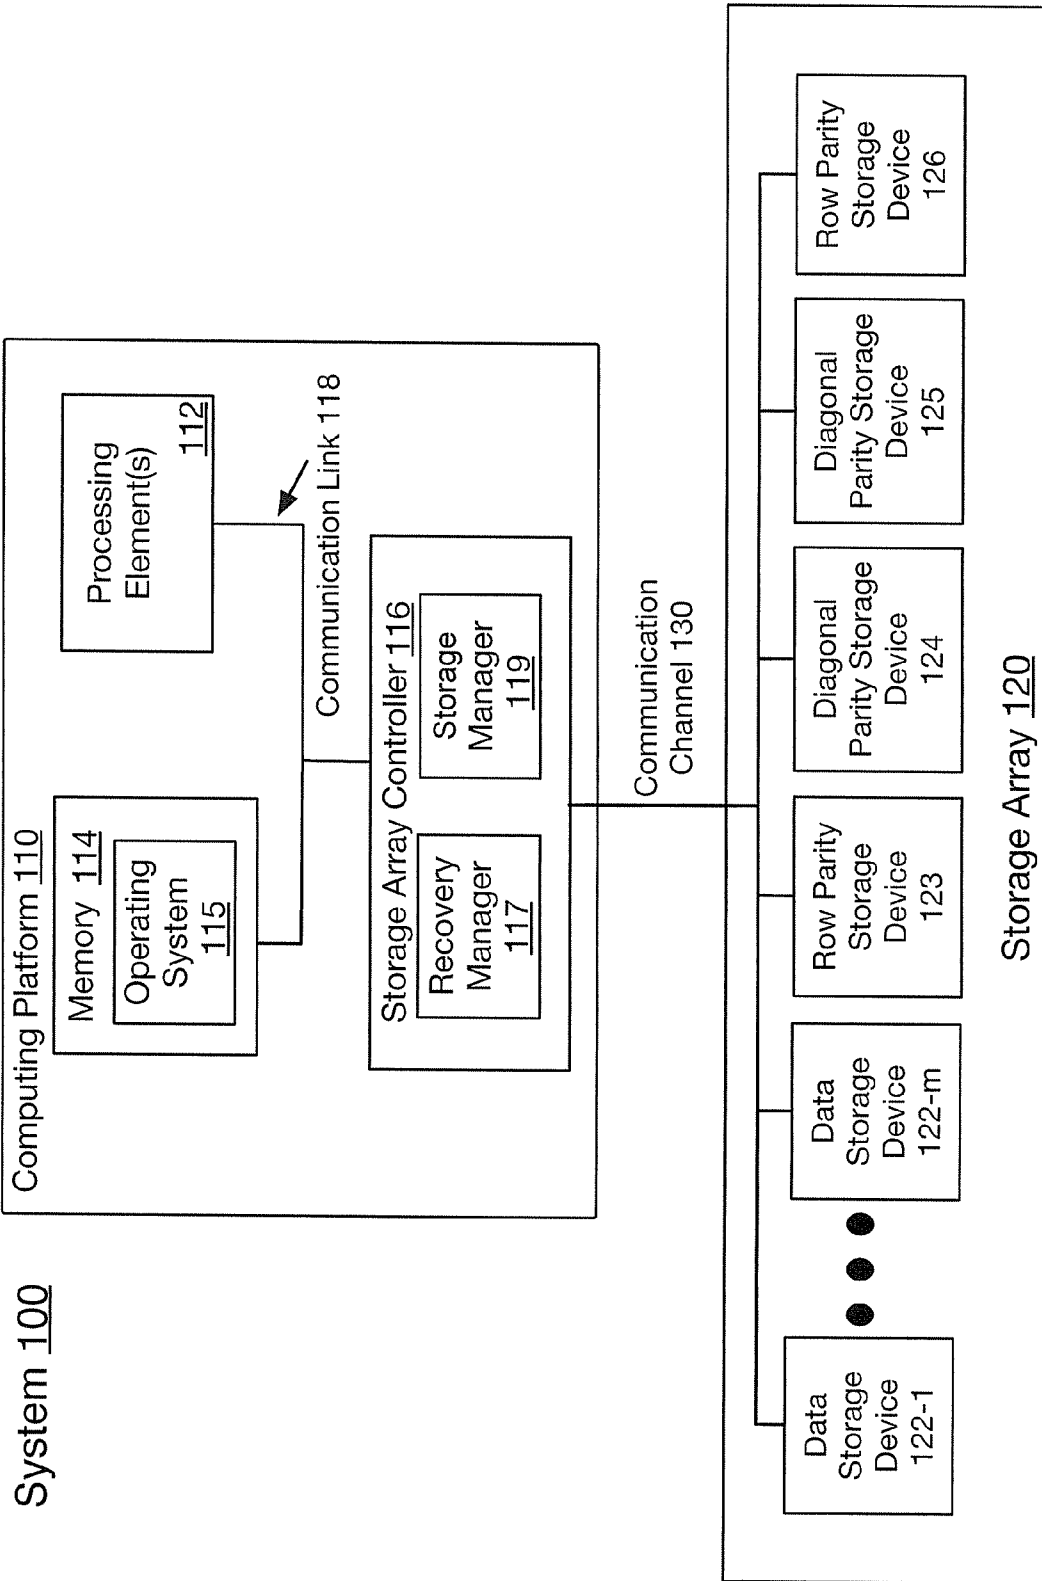 System 100
Computing Platform 110
Memory 114
Operating
System
115
Processing
Element(s)
112
Communication Link 118
Storage Array Controller 116
Recovery
Manager
117
Storage
Manager
119
Communication
Channel 130
Data
Storage
Device
122-1
Data
Storage
Device
122-m
Row Parity
Storage
Device
123
Diagonal
Parity Storage
Device
124
Diagonal
Parity Storage
Device
125
Row Parity
Storage
Device
126
Storage Array 120